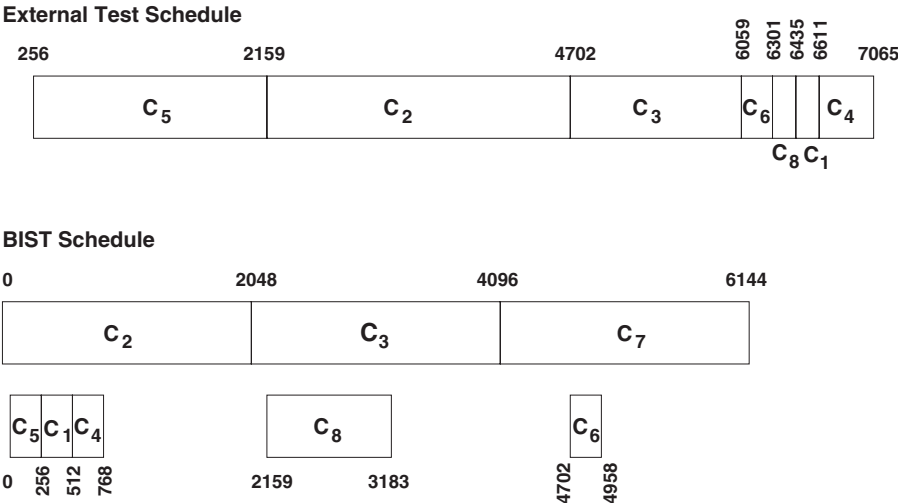 External Test Schedule
256 2159 4702 6059 6301 6435 6611 7065
C5 C2 C3 C6 C4
C8 C1
BIST Schedule
0 2048 4096 6144
C2 C3 C7
C5 C1 C4 C8 C6
0 256 512 768 2159 3183 4702 4958